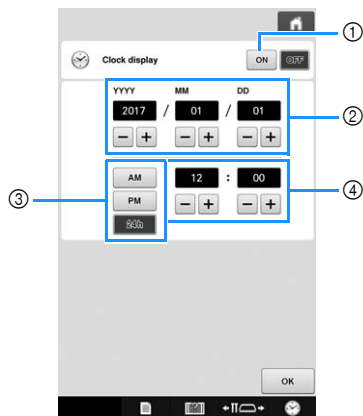 ①
Clock display ON OFF
YYYY MM DD
2017 / 01 / 01 ②
− + − + − +
③ AM 12 : 00 ④
PM − + − +
24h
OK